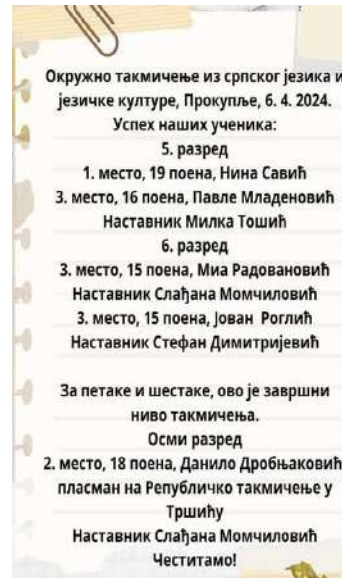 Окружно такмичење из српског језика и
језичке културе, Прокупље, 6. 4. 2024.
Успех наших ученика:
5. разред
1. место, 19 поена, Нина Савић
3. место, 16 поена, Павле Младеновић
Наставник Милка Тошић
6. разред
3. место, 15 поена, Миа Радовановић
Наставник Слађана Момчиловић
3. место, 15 поена, Јован Роглић
Наставник Стефан Димитријевић
За петаке и шестаке, ово је завршни
ниво такмичења.
Осми разред
2. место, 18 поена, Данило Дробњаковић
пласман на Републичко такмичење у
Тршићу
Наставник Слађана Момчиловић
Честитамо!